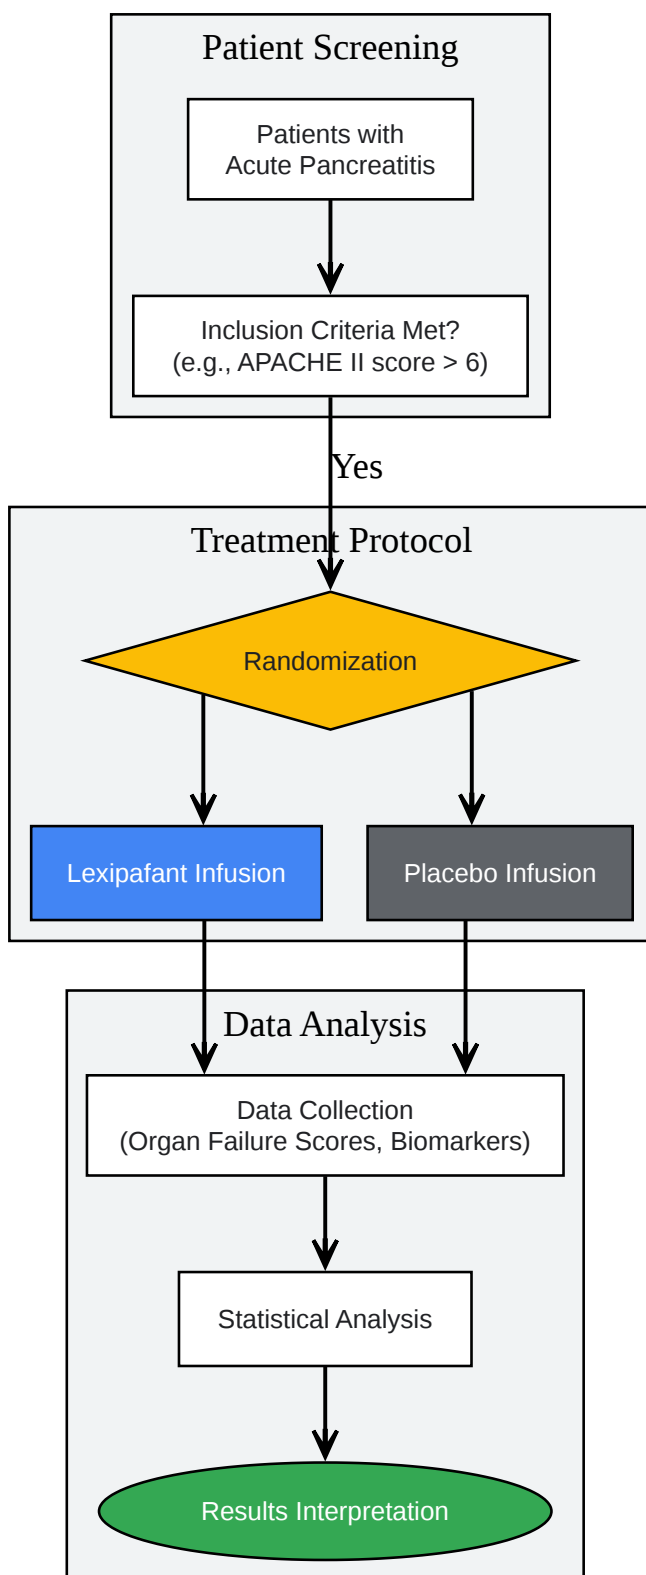 Patient Screening
Patients with
Acute Pancreatitis
Inclusion Criteria Met?
(e.g., APACHE II score > 6)
Yes
Treatment Protocol
Randomization
Lexipafant Infusion
Placebo Infusion
Data Analysis
Data Collection
(Organ Failure Scores, Biomarkers)
Statistical Analysis
Results Interpretation